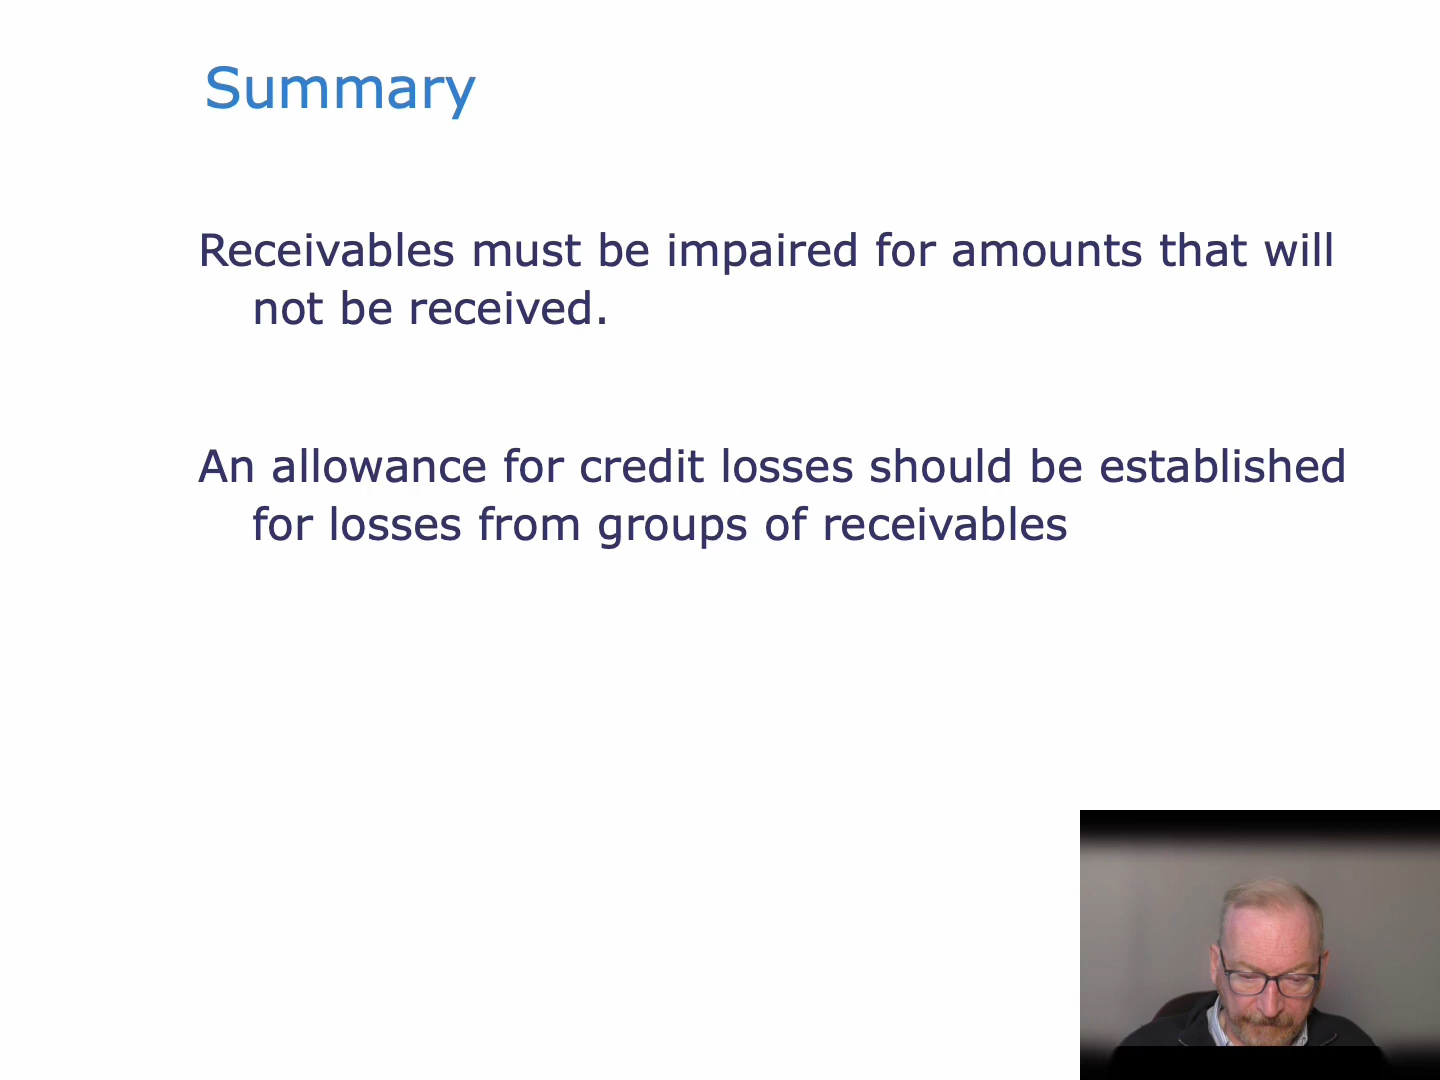 Summary
Receivables must be impaired for amounts that will
not be received.
An allowance for credit losses should be established
for losses from groups of receivables